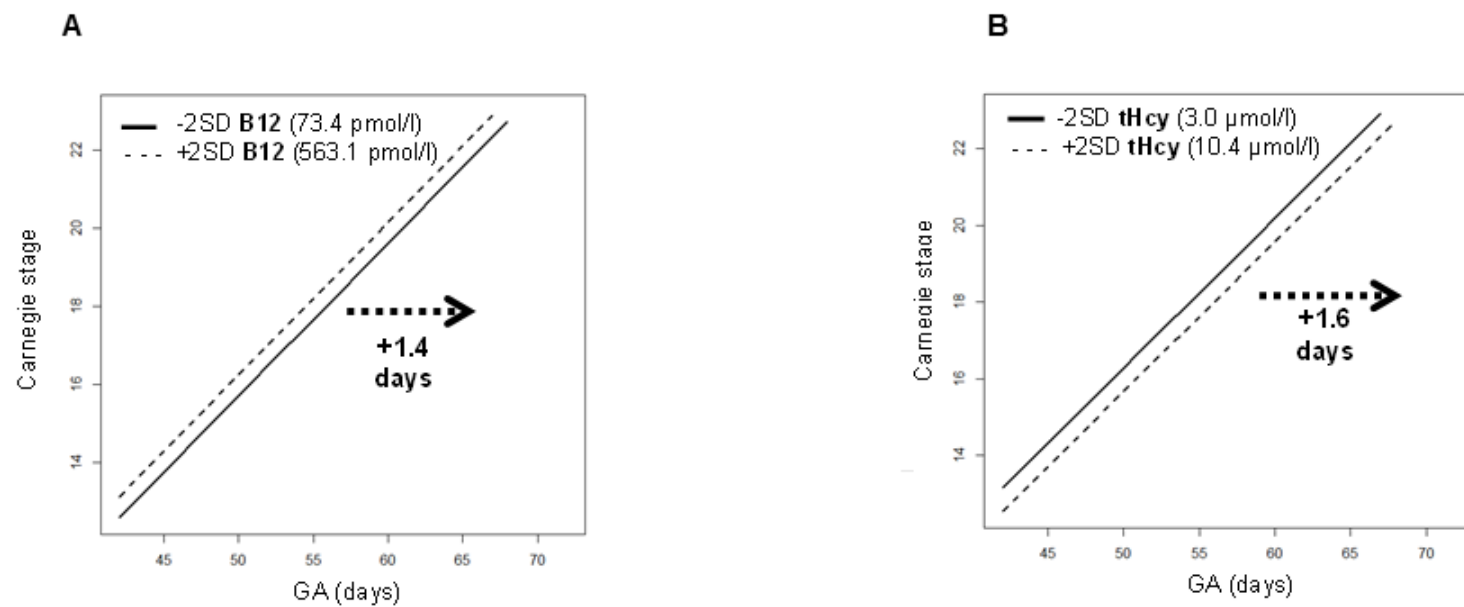 A
-2SD B12 (73.4 pmol/l)
+2SD B12 (563.1 pmol/l)
22
20
18
16
14
Carnegie stage
+1.4
days
45 50 55 60 65 70
GA (days)
B
-2SD tHcy (3.0 µmol/l)
+2SD tHcy (10.4 µmol/l)
22
20
18
16
14
Carnegie stage
+1.6
days
45 50 55 60 65 70
GA (days)